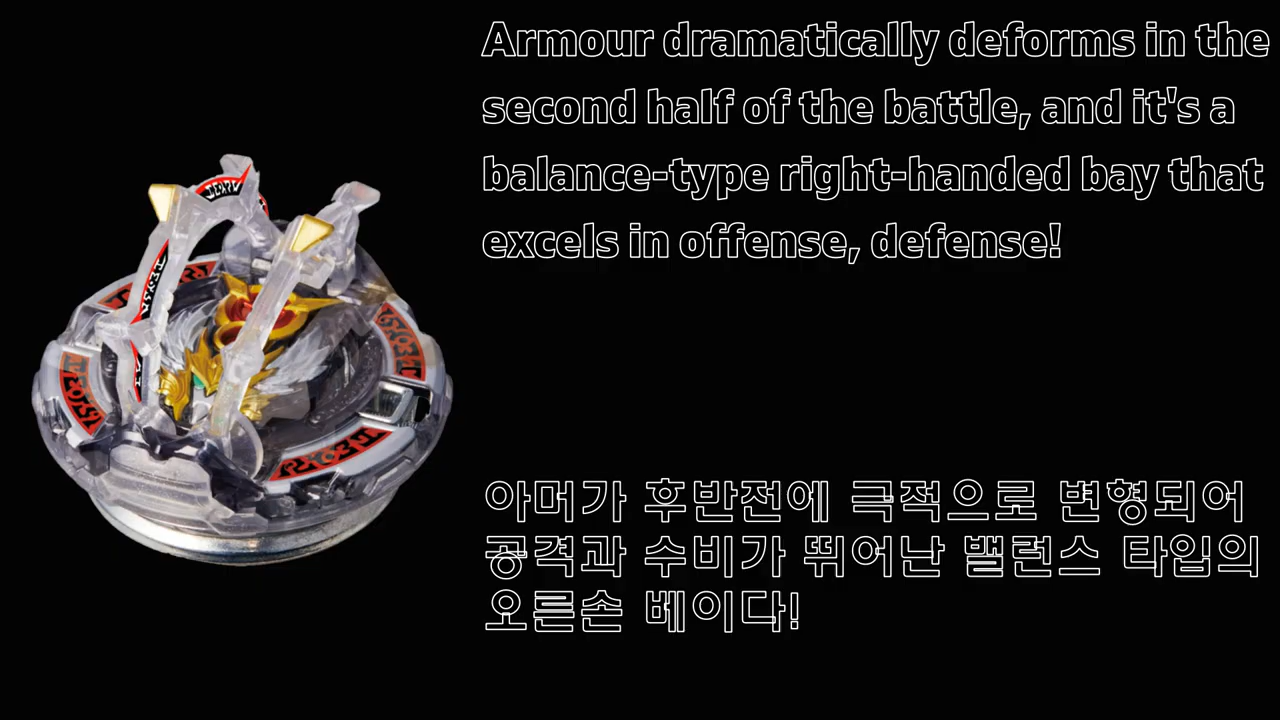 Armour dramatically deforms in the
second half of the battle, and it's a
balance-type right-handed bay that
excels in offense, defense!
아머가 후반전에 극적으로 변형되어
공격과 수비가 뛰어난 밸런스 타입의
오른손 베이다!